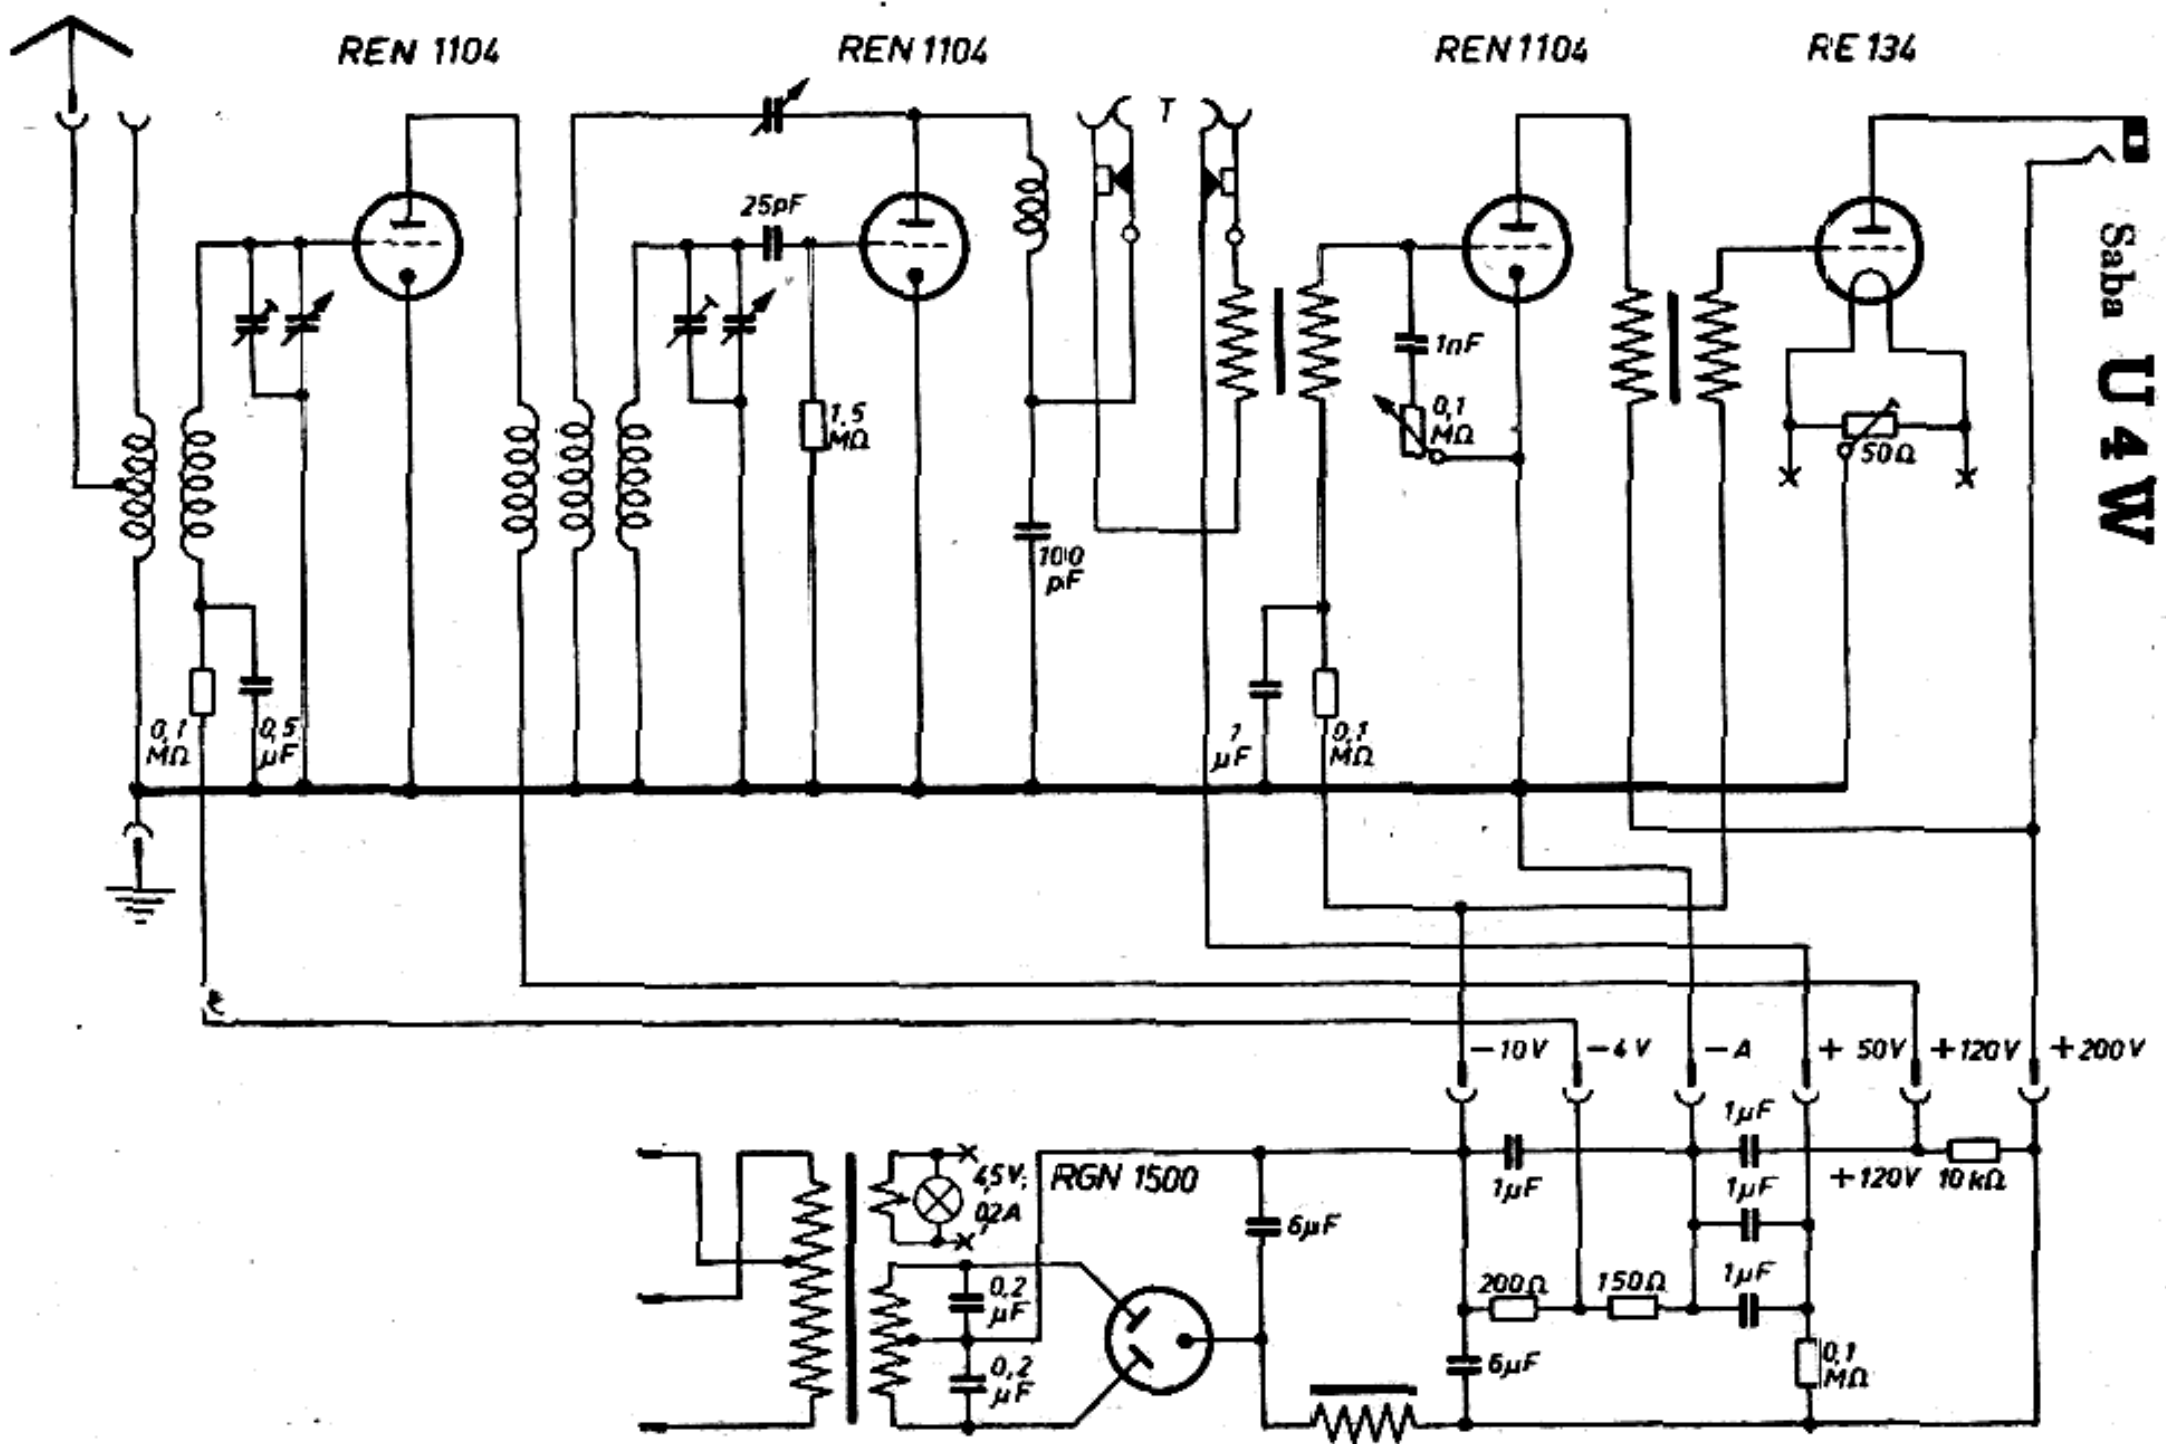 REN 1104
REN 1104
T
REN 1104
RE 134
Saba U 4 W
25pF
1,5
MΩ
1nF
0,1
MΩ
50Ω
100
pF
0,1
MΩ
0,5
µF
1
µF
0,1
MΩ
-10V
-4V
-A
+ 50V
+120V
+200V
1µF
4,5V;
0,2A
RGN 1500
1µF
1µF
+120V
10kΩ
6µF
0,2
µF
200Ω
150Ω
1µF
0,2
µF
6µF
0,1
MΩ